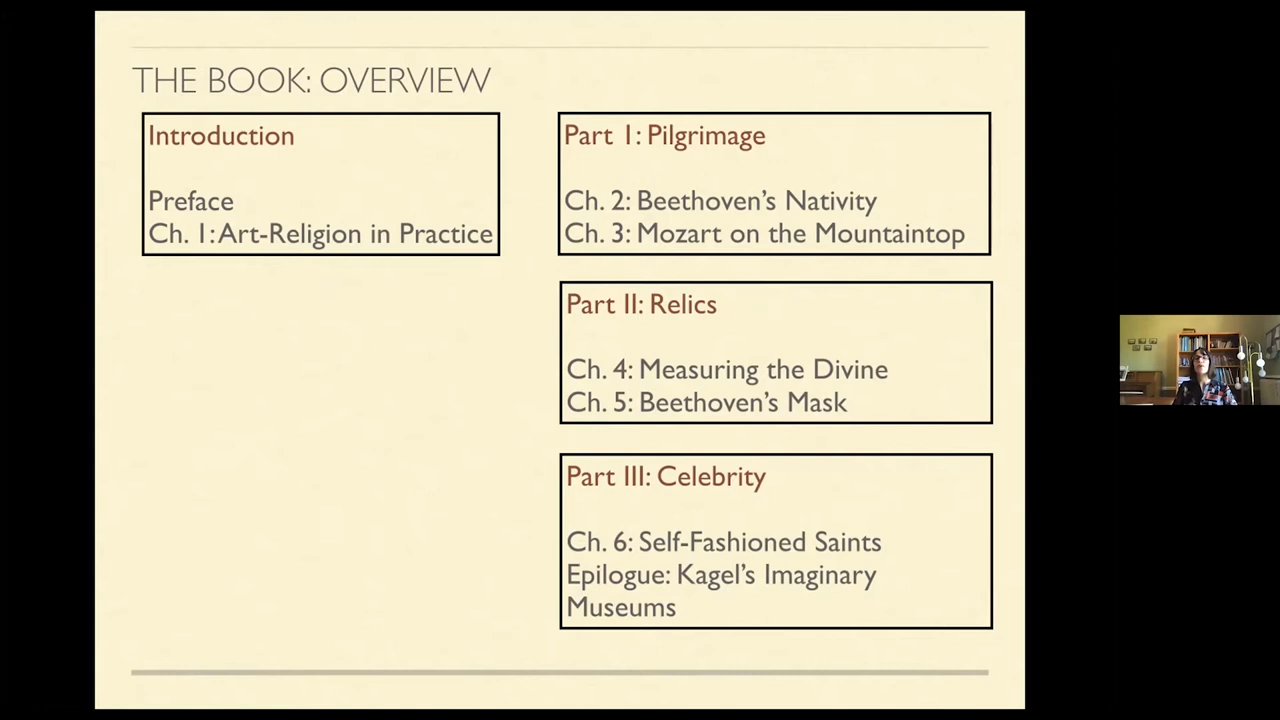 THE BOOK: OVERVIEW
Introduction
Preface
Ch. 1: Art-Religion in Practice
Part 1: Pilgrimage
Ch. 2: Beethoven’s Nativity
Ch. 3: Mozart on the Mountaintop
Part II: Relics
Ch. 4: Measuring the Divine
Ch. 5: Beethoven’s Mask
Part III: Celebrity
Ch. 6: Self-Fashioned Saints
Epilogue: Kagel’s Imaginary
Museums